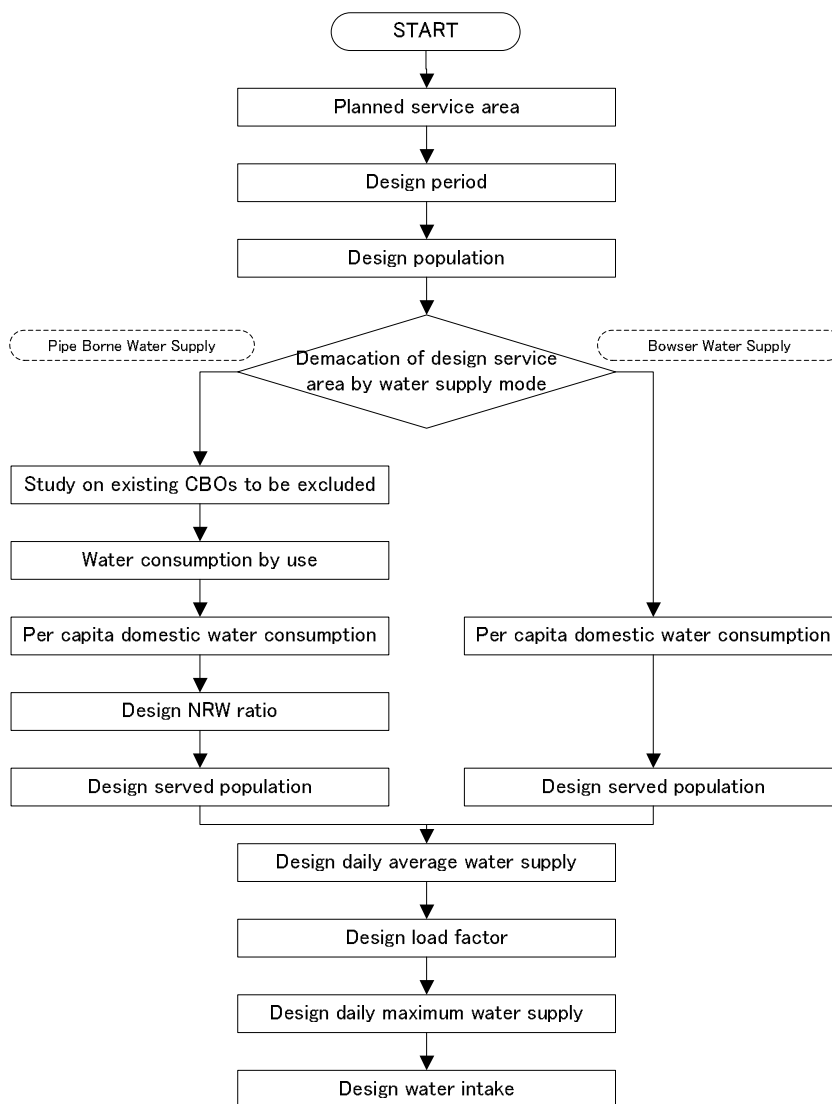 START
Planned service area
Design period
Design population
Pipe Borne Water Supply
Bowser Water Supply
Demacation of design service
area by water supply mode
Study on existing CBOs to be excluded
Water consumption by use
Per capita domestic water consumption
Per capita domestic water consumption
Design NRW ratio
Design served population
Design served population
Design daily average water supply
Design load factor
Design daily maximum water supply
Design water intake